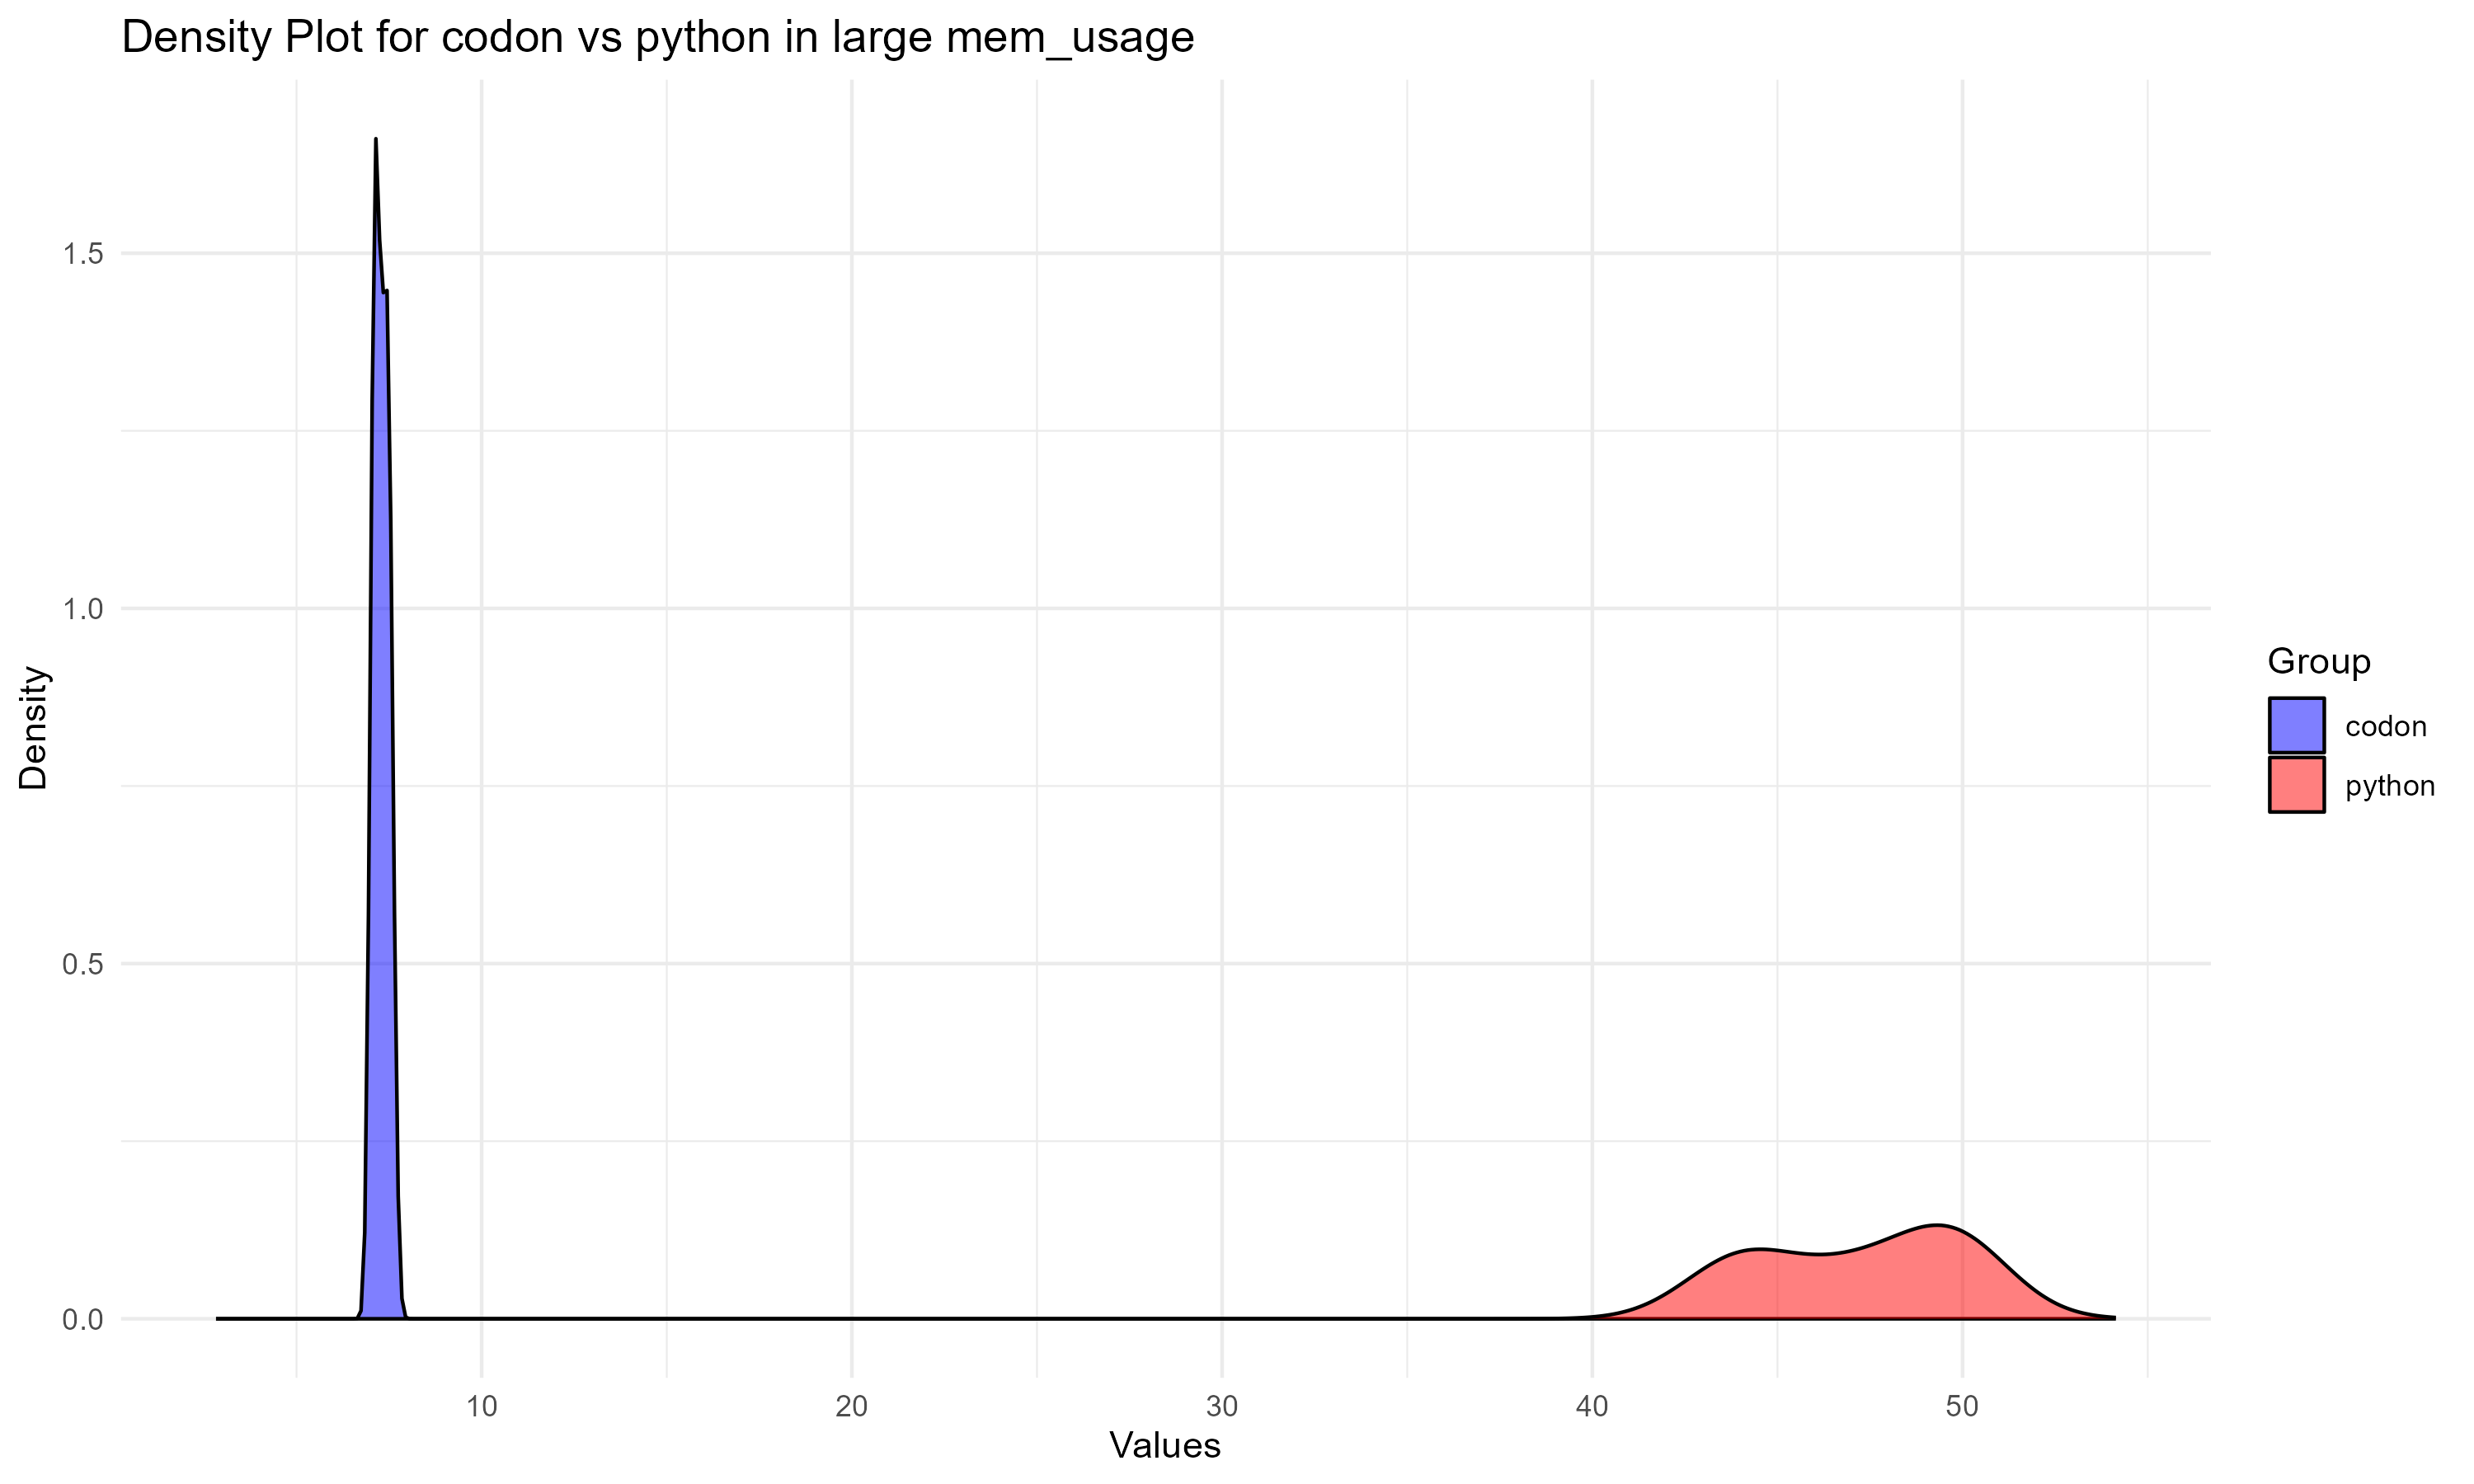 Density Plot for codon vs python in large mem_usage
1.5
1.0
0.5
0.0
Density
10 20 30 40 50
Values
Group
codon
python